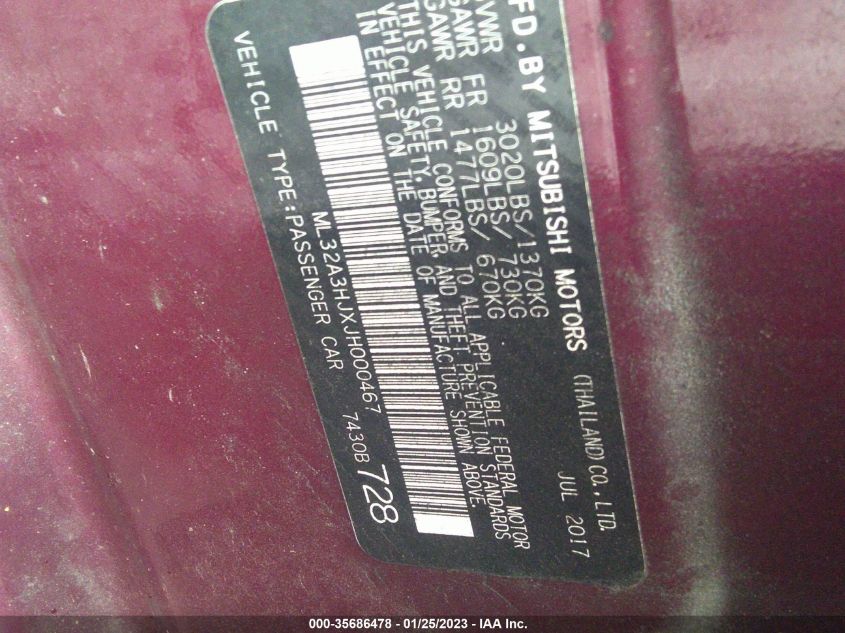 FD. BY MITSUBISHI MOTORS (THAILAND) CO., LTD.
JUL 2017
VWR 3020LBS/1370KG
GAWR FR 1609LBS/ 730KG
GAWR RR 1477LBS/ 670KG
THIS VEHICLE CONFORMS TO ALL APPLICABLE FEDERAL MOTOR
VEHICLE SAFETY, BUMPER, AND THEFT PREVENTION STANDARDS
IN EFFECT ON THE DATE OF MANUFACTURE SHOWN ABOVE.
ML32A3HJXJH000467 7430B 728
VEHICLE TYPE:PASSENGER CAR
000-35686478 - 01/25/2023 - IAA Inc.